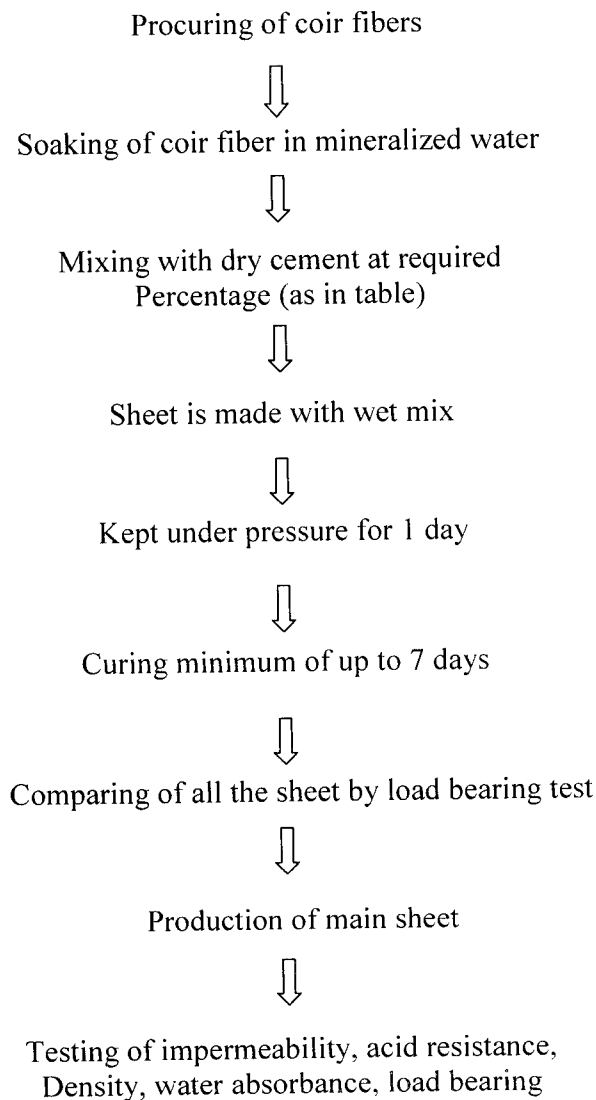 Procuring of coir fibers
Soaking of coir fiber in mineralized water
Mixing with dry cement at required
Percentage (as in table)
Sheet is made with wet mix
Kept under pressure for 1 day
Curing minimum of up to 7 days
Comparing of all the sheet by load bearing test
Production of main sheet
Testing of impermeability, acid resistance,
Density, water absorbance, load bearing